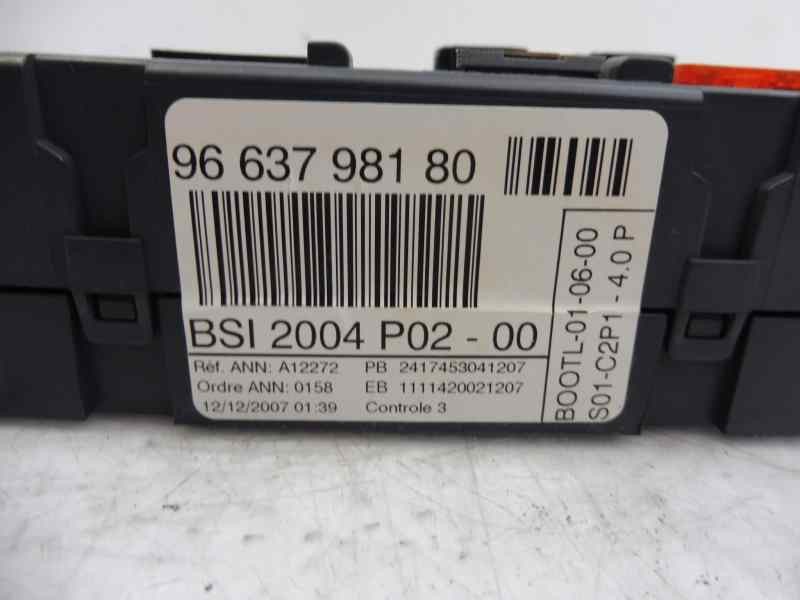 96 637 981 80
BSI 2004 P02 - 00
Réf. ANN: A12272 PB 2417453041207
Ordre ANN: 0158 EB 1111420021207
12/12/2007 01:39 Controle 3
BOOTL-01-06-00
S01-C2P1 - 4.0 P